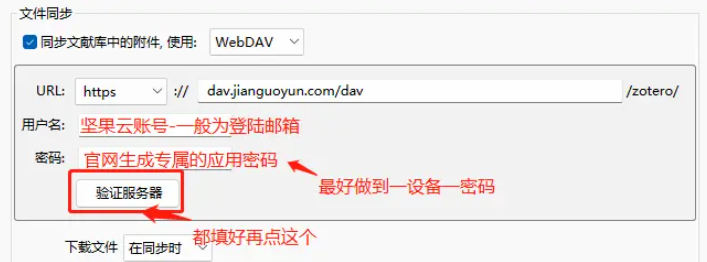 文件同步
同步文献库中的附件, 使用: WebDAV
URL: https :// dav.jianguoyun.com/dav /zotero/
用户名: 坚果云账号-一般为登陆邮箱
密码: 官网生成专属的应用密码
最好做到一设备一密码
验证服务器
都填好再点这个
下载文件 在同步时